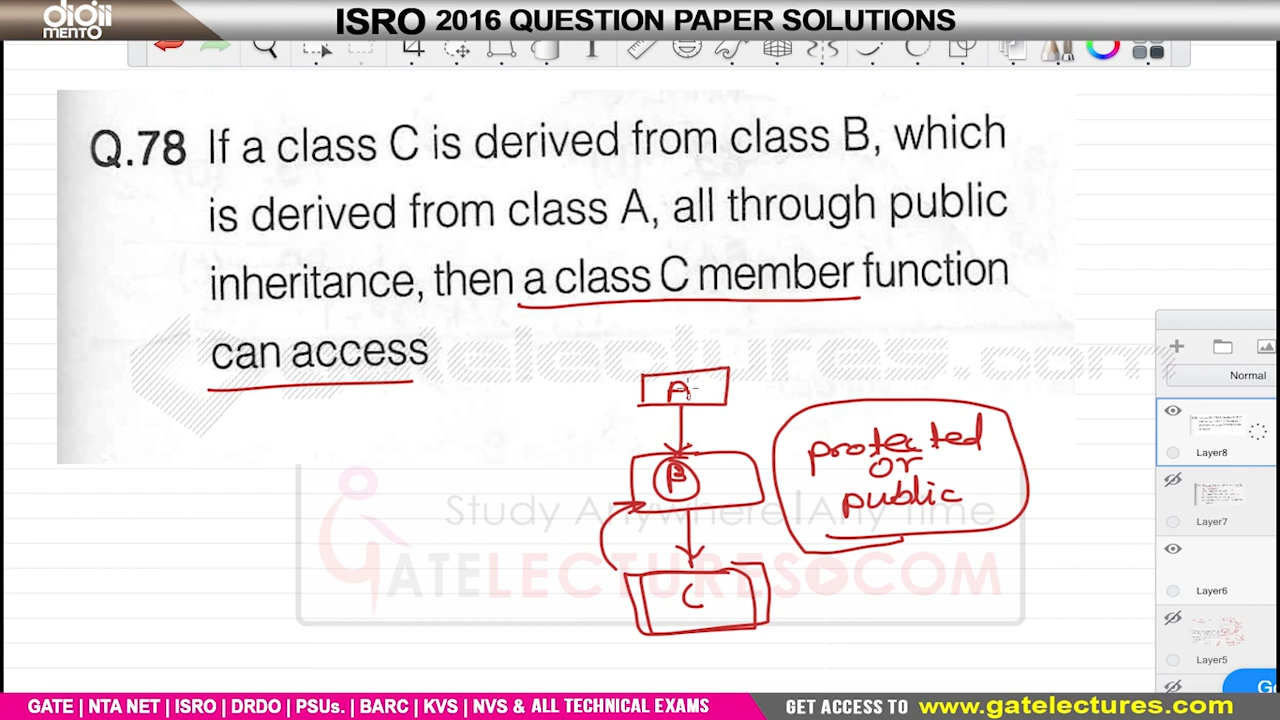 digii
mento
ISRO 2016 QUESTION PAPER SOLUTIONS
Q.78 If a class C is derived from class B, which
is derived from class A, all through public
inheritance, then a class C member function
can access
A
B
C
protected
or
public
Study Anywhere|Any Time
GATELECTURES.COM
Normal
Layer8
Layer7
Layer6
Layer5
GATE | NTA NET | ISRO | DRDO | PSUs. | BARC | KVS | NVS & ALL TECHNICAL EXAMS
GET ACCESS TO www.gatelectures.com